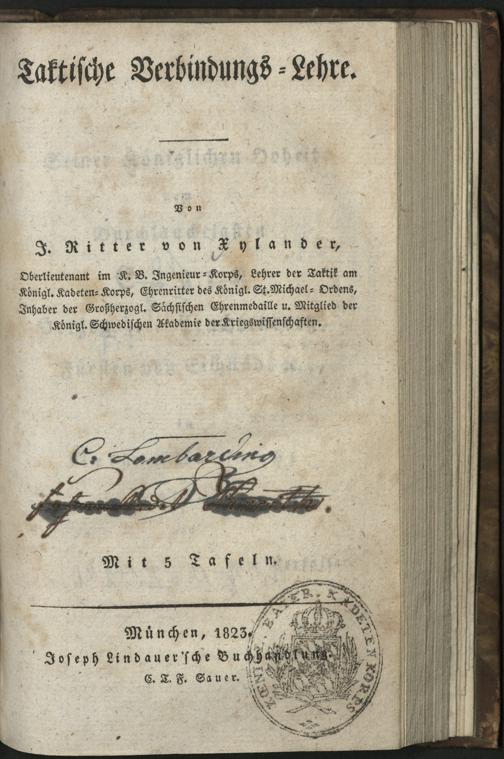 Taktische Verbindungs-Lehre.
Von
J. Ritter von Xylander,
Oberlieutenant im K. B. Ingenieur-Korps, Lehrer der Taktik am
Königl. Kadeten-Korps, Ehrenritter des Königl. St. Michael-Ordens,
Inhaber der Großherzogl. Sächsischen Ehrenmedaille u. Mitglied der
Königl. Schwedischen Akademie der Kriegswissenschaften.
C. Lombardino
Mit 5 Tafeln.
München, 1823.
Joseph Lindauer'sche Buchhandlung.
C. T. F. Sauer.
KOENIGL. BAYER. KADETEN KORPS